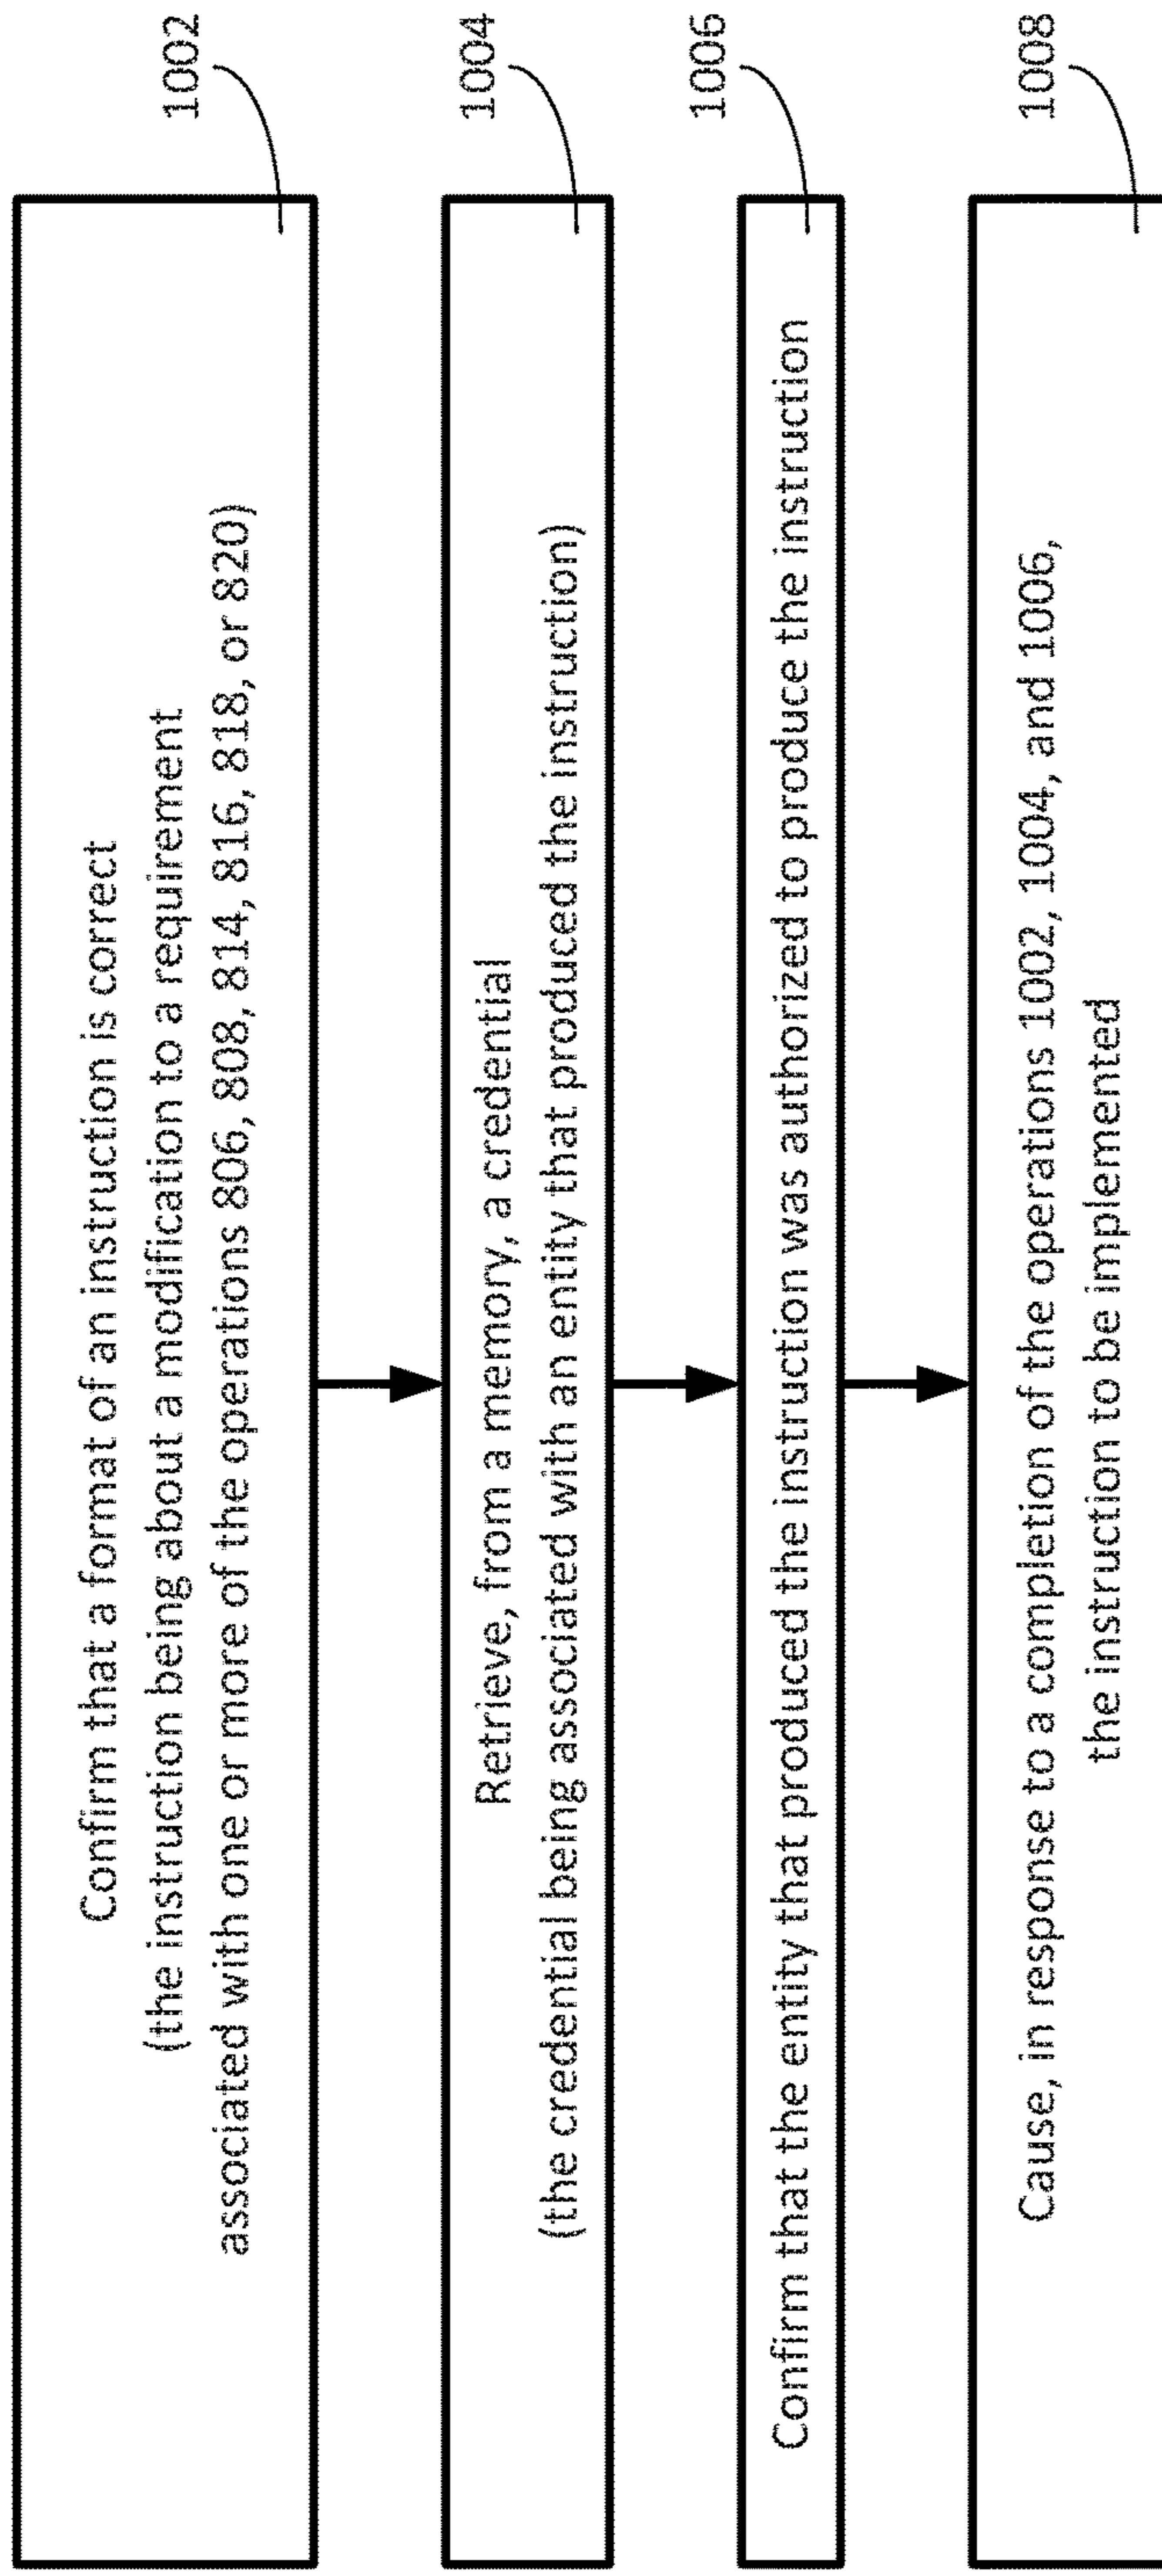 1002
Confirm that a format of an instruction is correct
(the instruction being about a modification to a requirement
associated with one or more of the operations 806, 808, 814, 816, 818, or 820)
1004
Retrieve, from a memory, a credential
(the credential being associated with an entity that produced the instruction)
1006
Confirm that the entity that produced the instruction was authorized to produce the instruction
1008
Cause, in response to a completion of the operations 1002, 1004, and 1006,
the instruction to be implemented